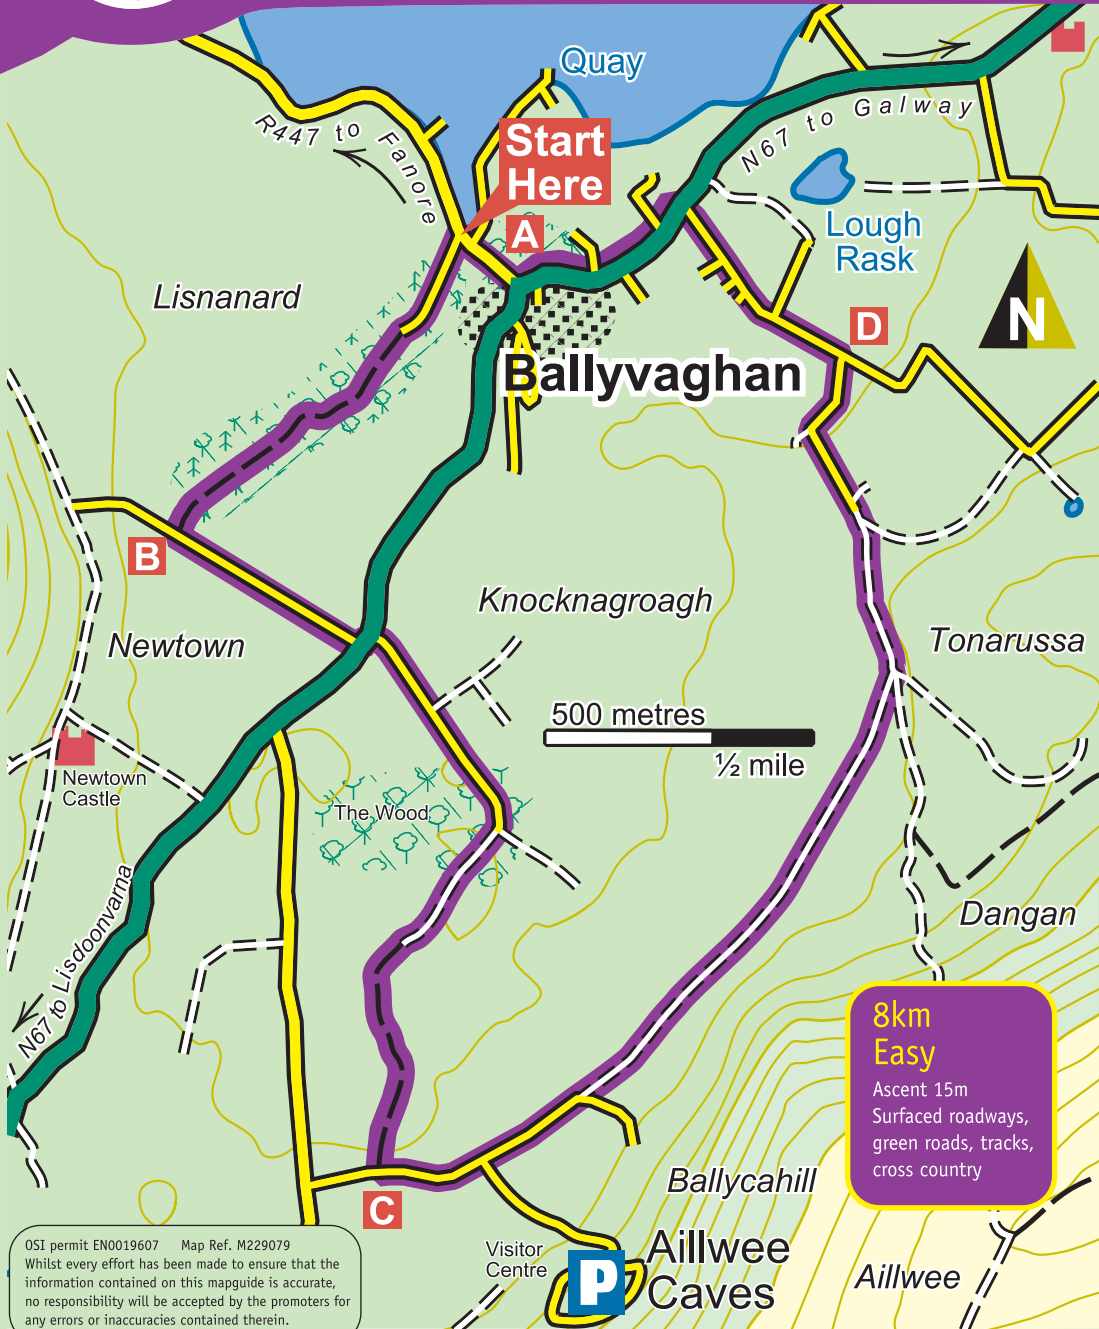 Quay
R447 to Fanore
Start
Here
N67 to Galway
A
Lough
Rask
Lisnanard
N
D
Ballyvaghan
B
Knocknagroagh
Newtown
Tonarussa
500 metres
½ mile
Newtown
Castle
The Wood
Dangan
N67 to Lisdoonvarna
8km
Easy
Ascent 15m
Surfaced roadways,
green roads, tracks,
cross country
C
Ballycahill
Visitor
Centre
P
Aillwee
Caves
Aillwee
OSI permit EN0019607 Map Ref. M229079
Whilst every effort has been made to ensure that the
information contained on this mapguide is accurate,
no responsibility will be accepted by the promoters for
any errors or inaccuracies contained therein.